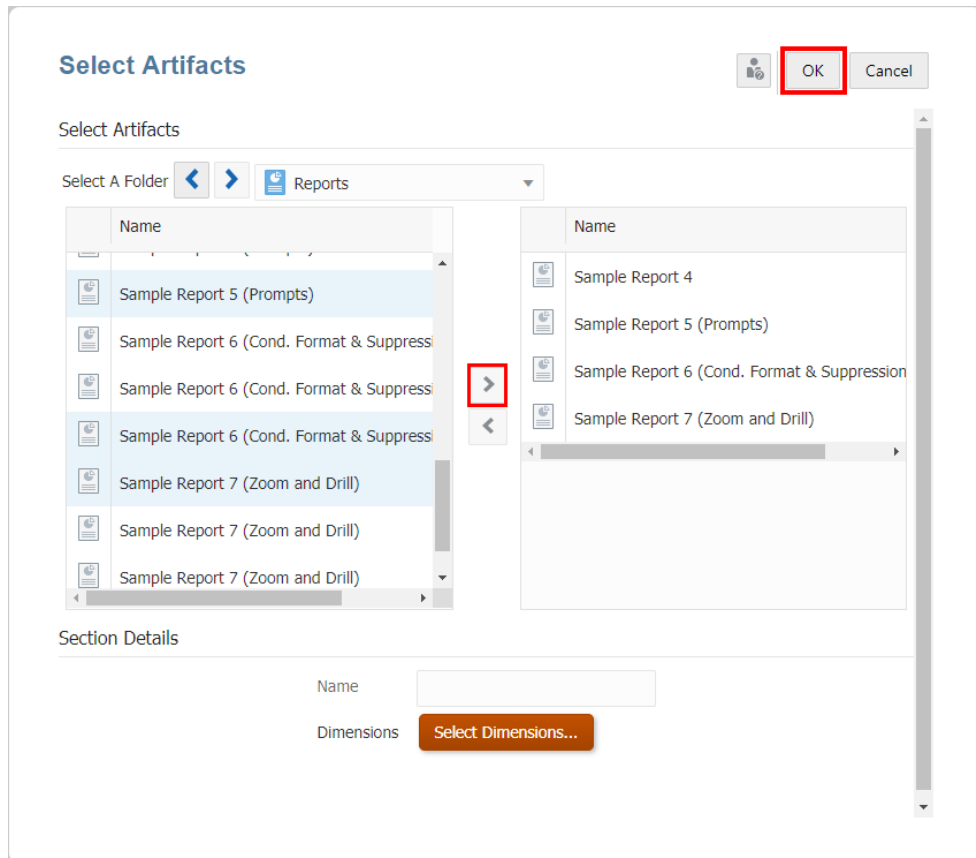 Select Artifacts
OK
Cancel
Select Artifacts
Select A Folder
Reports
Name
Sample Report 5 (Prompts)
Sample Report 6 (Cond. Format & Suppressi
Sample Report 6 (Cond. Format & Suppressi
Sample Report 6 (Cond. Format & Suppressi
Sample Report 7 (Zoom and Drill)
Sample Report 7 (Zoom and Drill)
Sample Report 7 (Zoom and Drill)
Name
Sample Report 4
Sample Report 5 (Prompts)
Sample Report 6 (Cond. Format & Suppression
Sample Report 7 (Zoom and Drill)
Section Details
Name
Dimensions
Select Dimensions...